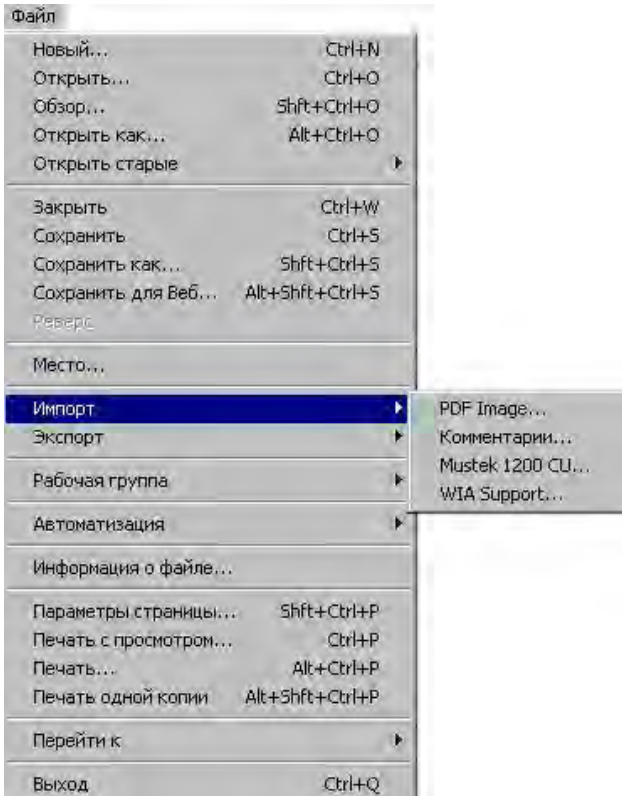 Файл
Новый... Ctrl+N
Открыть... Ctrl+O
Обзор... Shft+Ctrl+O
Открыть как... Alt+Ctrl+O
Открыть старые
Закрыть Ctrl+W
Сохранить Ctrl+S
Сохранить как... Shft+Ctrl+S
Сохранить для Веб... Alt+Shft+Ctrl+S
Реверс
Место...
Импорт PDF Image...
Экспорт Комментарии...
Mustek 1200 CU...
Рабочая группа WIA Support...
Автоматизация
Информация о файле...
Параметры страницы... Shft+Ctrl+P
Печать с просмотром... Ctrl+P
Печать... Alt+Ctrl+P
Печать одной копии Alt+Shft+Ctrl+P
Перейти к
Выход Ctrl+Q